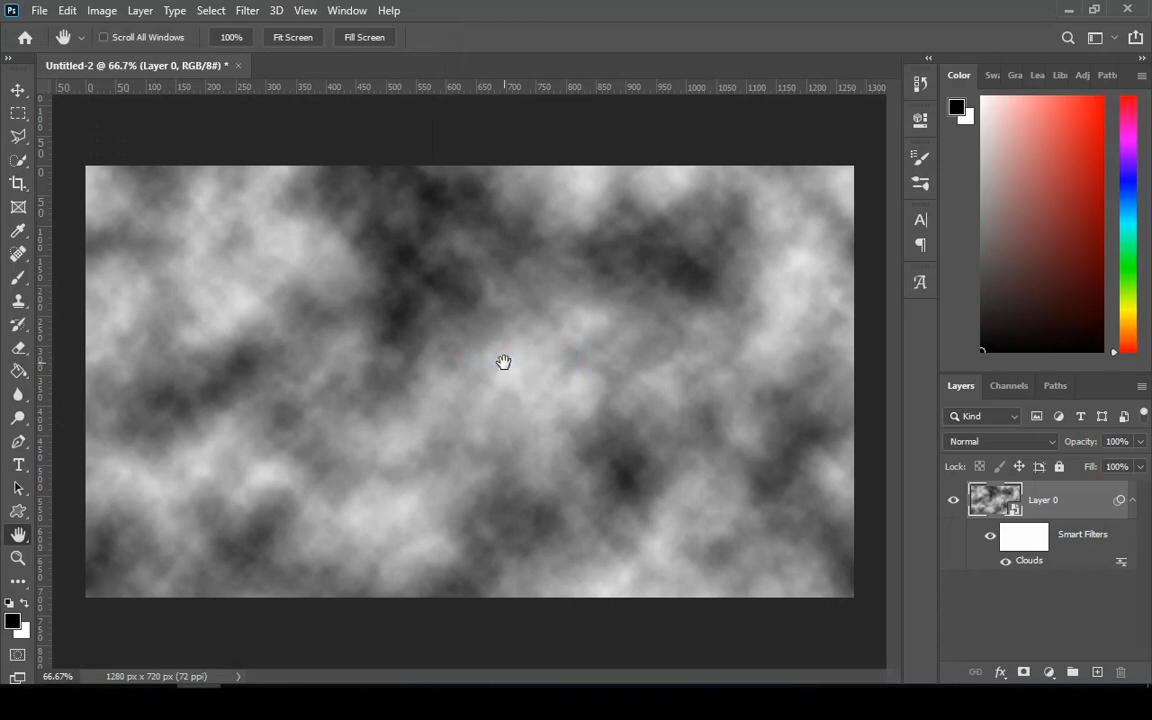 Ps File Edit Image Layer Type Select Filter 3D View Window Help
Scroll All Windows 100% Fit Screen Fill Screen
Untitled-2 @ 66.7% (Layer 0, RGB/8#) * ×
50 0 50 100 150 200 250 300 350 400 450 500 550 600 650 700 750 800 850 900 950 1000 1050 1100 1150 1200 1250 1300
Color Swa Gra Lea Libr Adj Patt
Layers Channels Paths
Kind
Normal Opacity: 100%
Lock: Fill: 100%
Layer 0
Smart Filters
Clouds
66.67% 1280 px x 720 px (72 ppi)